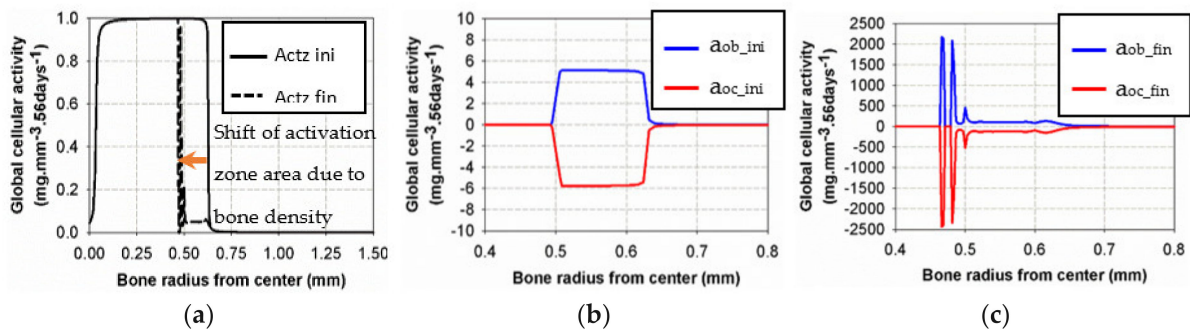 Global cellular activity
(mg.mm⁻³.56days⁻¹)
1.0
0.8
0.6
0.4
0.2
0.0
Actz ini
Actz fin
Shift of activation
zone area due to
bone density
0.00 0.25 0.50 0.75 1.00 1.25 1.50
Bone radius from center (mm)
(a)
Global cellular activity
(mg.mm⁻³.56days⁻¹)
10
8
6
4
2
0
-2
-4
-6
-8
-10
aob_ini
aoc_ini
0.4 0.5 0.6 0.7 0.8
Bone radius from center (mm)
(b)
Global cellular activity
(mg.mm⁻³.56days⁻¹)
2500
2000
1500
1000
500
0
-500
-1000
-1500
-2000
-2500
aob_fin
aoc_fin
0.4 0.5 0.6 0.7 0.8
Bone radius from center (mm)
(c)